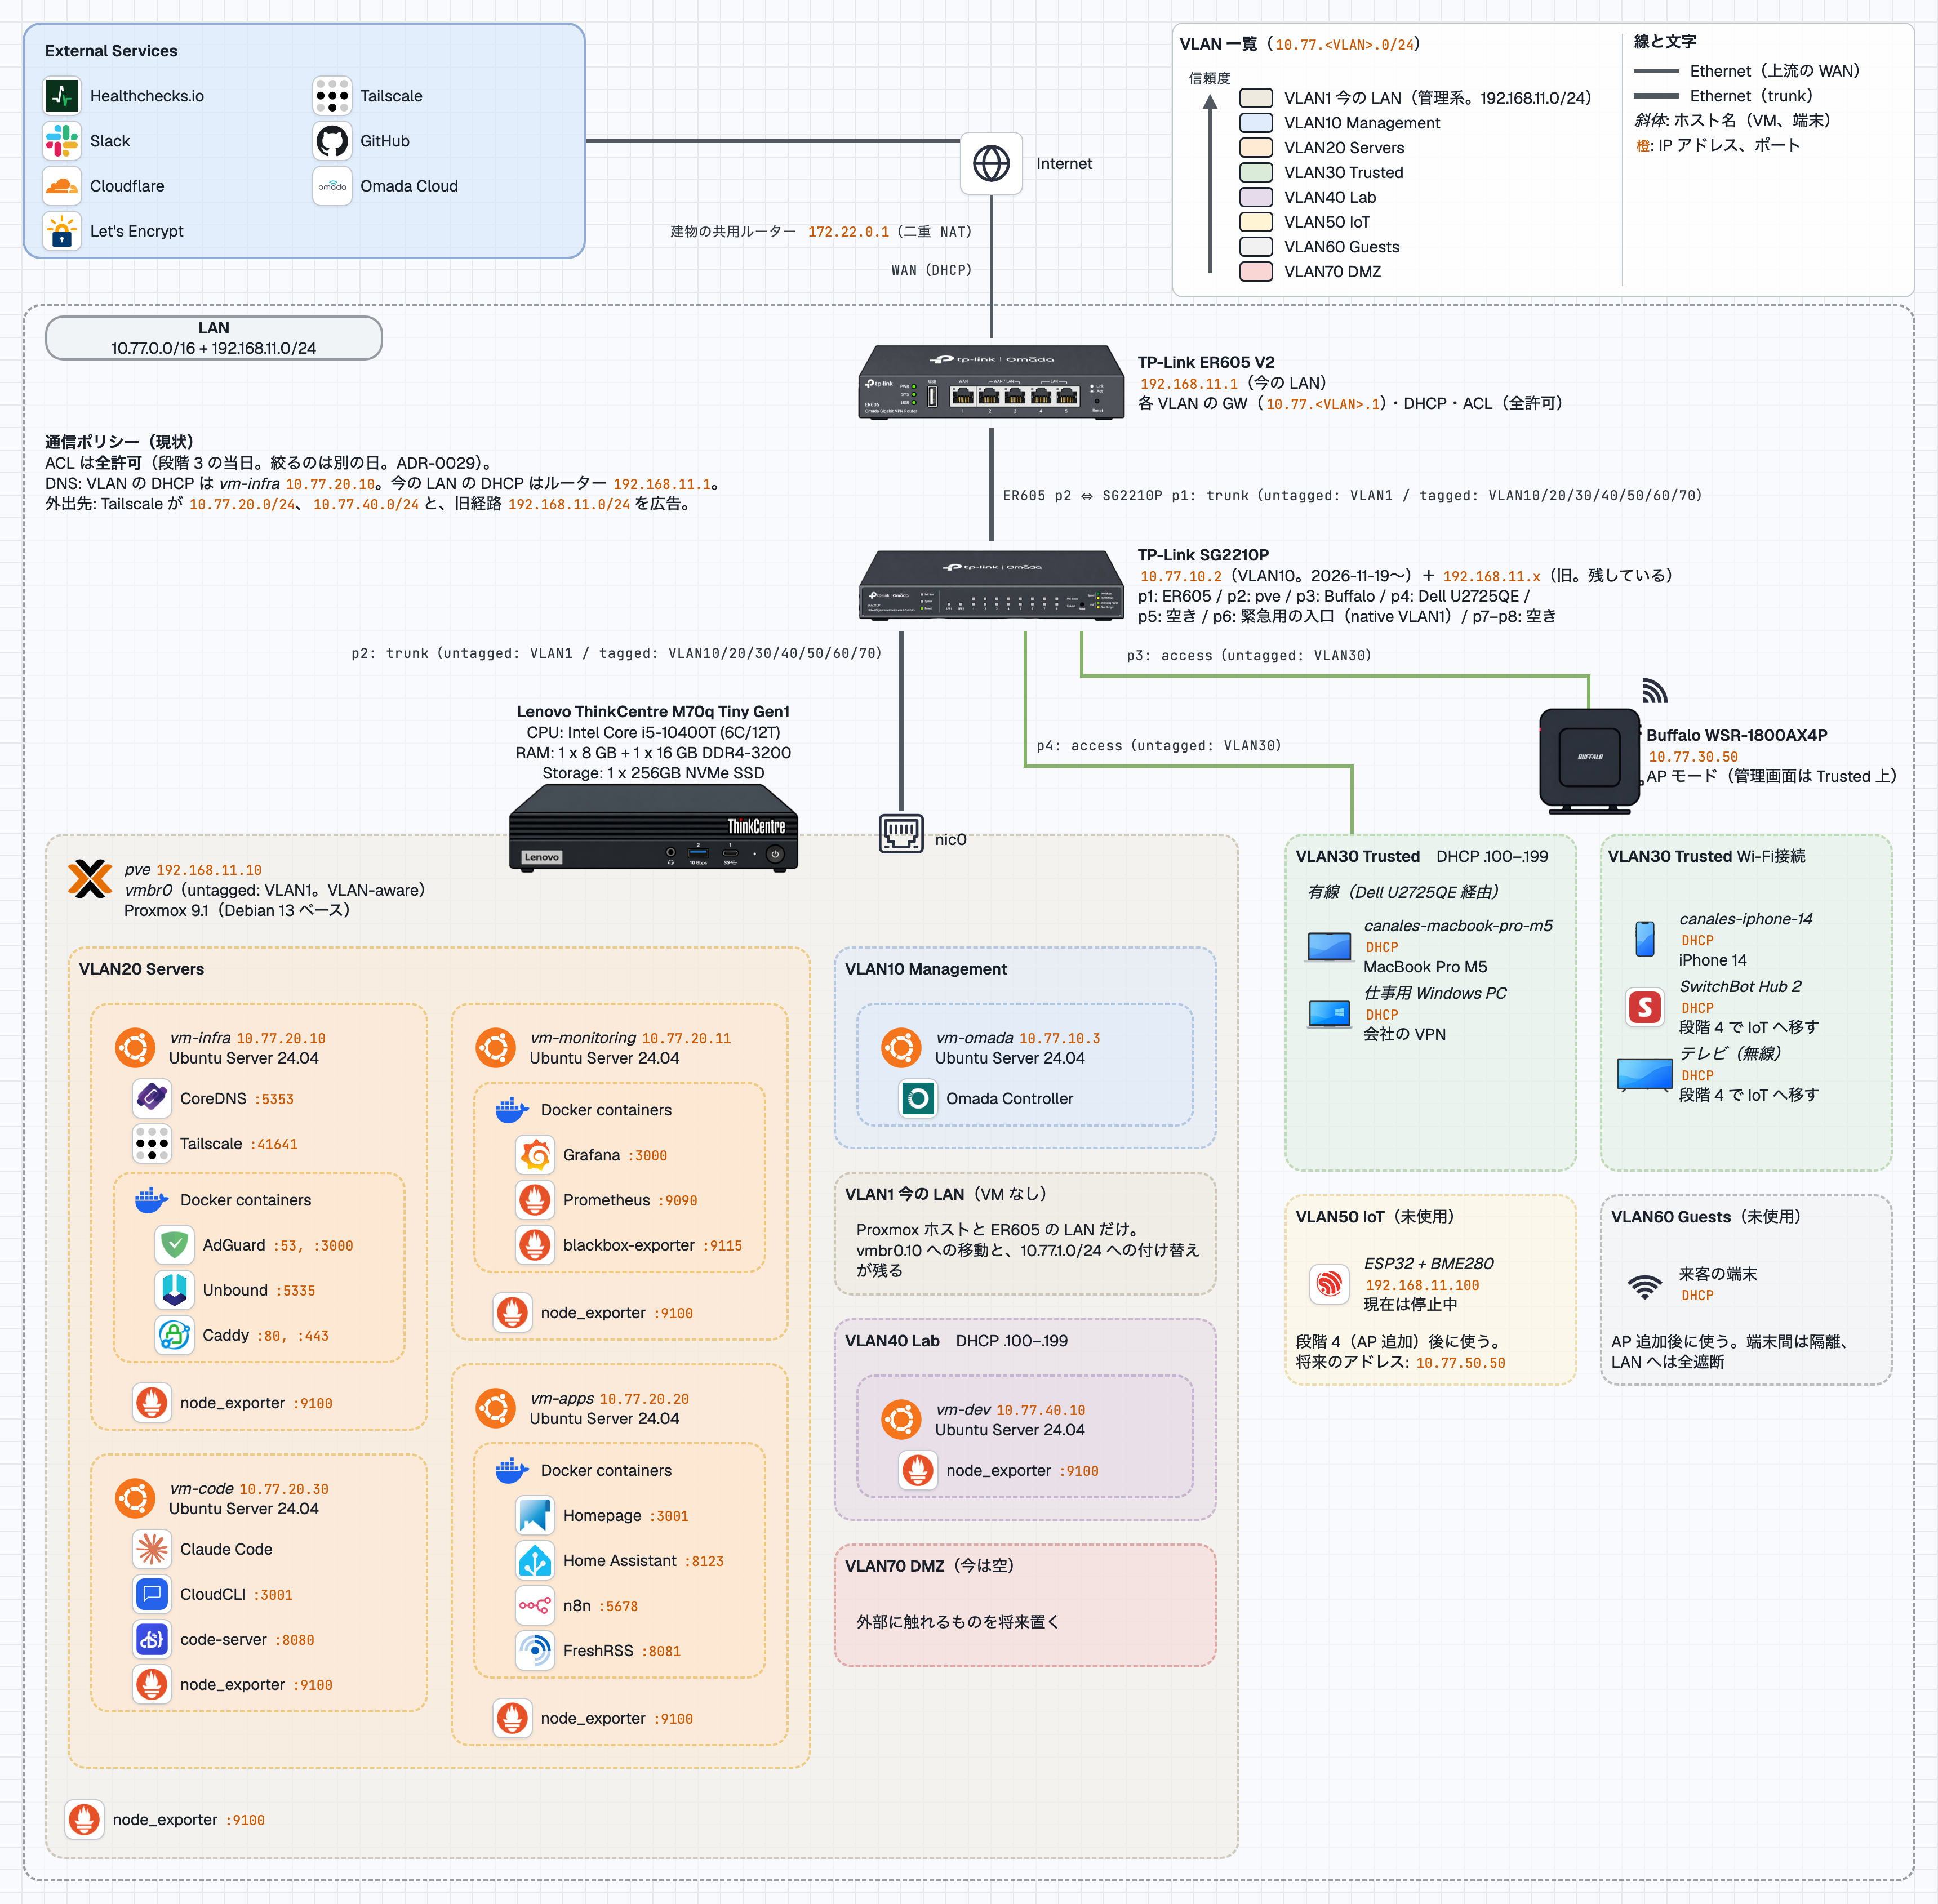 External Services
Healthchecks.io
Tailscale
Slack
GitHub
Cloudflare
omada
Omada Cloud
Let's Encrypt
Internet
建物の共用ルーター 172.22.0.1（二重 NAT）
WAN（DHCP）
VLAN 一覧（10.77.<VLAN>.0/24）
信頼度
VLAN1 今の LAN（管理系。192.168.11.0/24）
VLAN10 Management
VLAN20 Servers
VLAN30 Trusted
VLAN40 Lab
VLAN50 IoT
VLAN60 Guests
VLAN70 DMZ
線と文字
Ethernet（上流の WAN）
Ethernet（trunk）
斜体: ホスト名（VM、端末）
橙: IP アドレス、ポート
LAN
10.77.0.0/16 + 192.168.11.0/24
tp-link | Omada
TP-Link ER605 V2
192.168.11.1（今の LAN）
各 VLAN の GW（10.77.<VLAN>.1）・DHCP・ACL（全許可）
通信ポリシー（現状）
ACL は全許可（段階 3 の当日。絞るのは別の日。ADR-0029）。
DNS: VLAN の DHCP は vm-infra 10.77.20.10。今の LAN の DHCP はルーター 192.168.11.1。
外出先: Tailscale が 10.77.20.0/24、10.77.40.0/24 と、旧経路 192.168.11.0/24 を広告。
ER605 p2 ⇔ SG2210P p1: trunk（untagged: VLAN1 / tagged: VLAN10/20/30/40/50/60/70）
tp-link | Omada
TP-Link SG2210P
10.77.10.2（VLAN10。2026-11-19〜）＋ 192.168.11.x（旧。残している）
p1: ER605 / p2: pve / p3: Buffalo / p4: Dell U2725QE /
p5: 空き / p6: 緊急用の入口（native VLAN1）/ p7–p8: 空き
p2: trunk（untagged: VLAN1 / tagged: VLAN10/20/30/40/50/60/70）
p3: access（untagged: VLAN30）
p4: access（untagged: VLAN30）
Lenovo ThinkCentre M70q Tiny Gen1
CPU: Intel Core i5-10400T (6C/12T)
RAM: 1 x 8 GB + 1 x 16 GB DDR4-3200
Storage: 1 x 256GB NVMe SSD
ThinkCentre
Lenovo
nic0
BUFFALO
Buffalo WSR-1800AX4P
10.77.30.50
AP モード（管理画面は Trusted 上）
pve 192.168.11.10
vmbr0（untagged: VLAN1。VLAN-aware）
Proxmox 9.1（Debian 13 ベース）
VLAN20 Servers
vm-infra 10.77.20.10
Ubuntu Server 24.04
CoreDNS :5353
Tailscale :41641
Docker containers
AdGuard :53, :3000
Unbound :5335
Caddy :80, :443
node_exporter :9100
vm-code 10.77.20.30
Ubuntu Server 24.04
Claude Code
CloudCLI :3001
code-server :8080
node_exporter :9100
vm-monitoring 10.77.20.11
Ubuntu Server 24.04
Docker containers
Grafana :3000
Prometheus :9090
blackbox-exporter :9115
node_exporter :9100
vm-apps 10.77.20.20
Ubuntu Server 24.04
Docker containers
Homepage :3001
Home Assistant :8123
n8n :5678
FreshRSS :8081
node_exporter :9100
node_exporter :9100
VLAN10 Management
vm-omada 10.77.10.3
Ubuntu Server 24.04
Omada Controller
VLAN1 今の LAN（VM なし）
Proxmox ホストと ER605 の LAN だけ。
vmbr0.10 への移動と、10.77.1.0/24 への付け替え
が残る
VLAN40 Lab DHCP .100–.199
vm-dev 10.77.40.10
Ubuntu Server 24.04
node_exporter :9100
VLAN70 DMZ（今は空）
外部に触れるものを将来置く
VLAN30 Trusted DHCP .100–.199
有線（Dell U2725QE 経由）
canales-macbook-pro-m5
DHCP
MacBook Pro M5
仕事用 Windows PC
DHCP
会社の VPN
VLAN30 Trusted Wi-Fi接続
canales-iphone-14
DHCP
iPhone 14
SwitchBot Hub 2
DHCP
段階 4 で IoT へ移す
テレビ（無線）
DHCP
段階 4 で IoT へ移す
VLAN50 IoT（未使用）
ESP32 + BME280
192.168.11.100
現在は停止中
段階 4（AP 追加）後に使う。
将来のアドレス: 10.77.50.50
VLAN60 Guests（未使用）
来客の端末
DHCP
AP 追加後に使う。端末間は隔離、
LAN へは全遮断